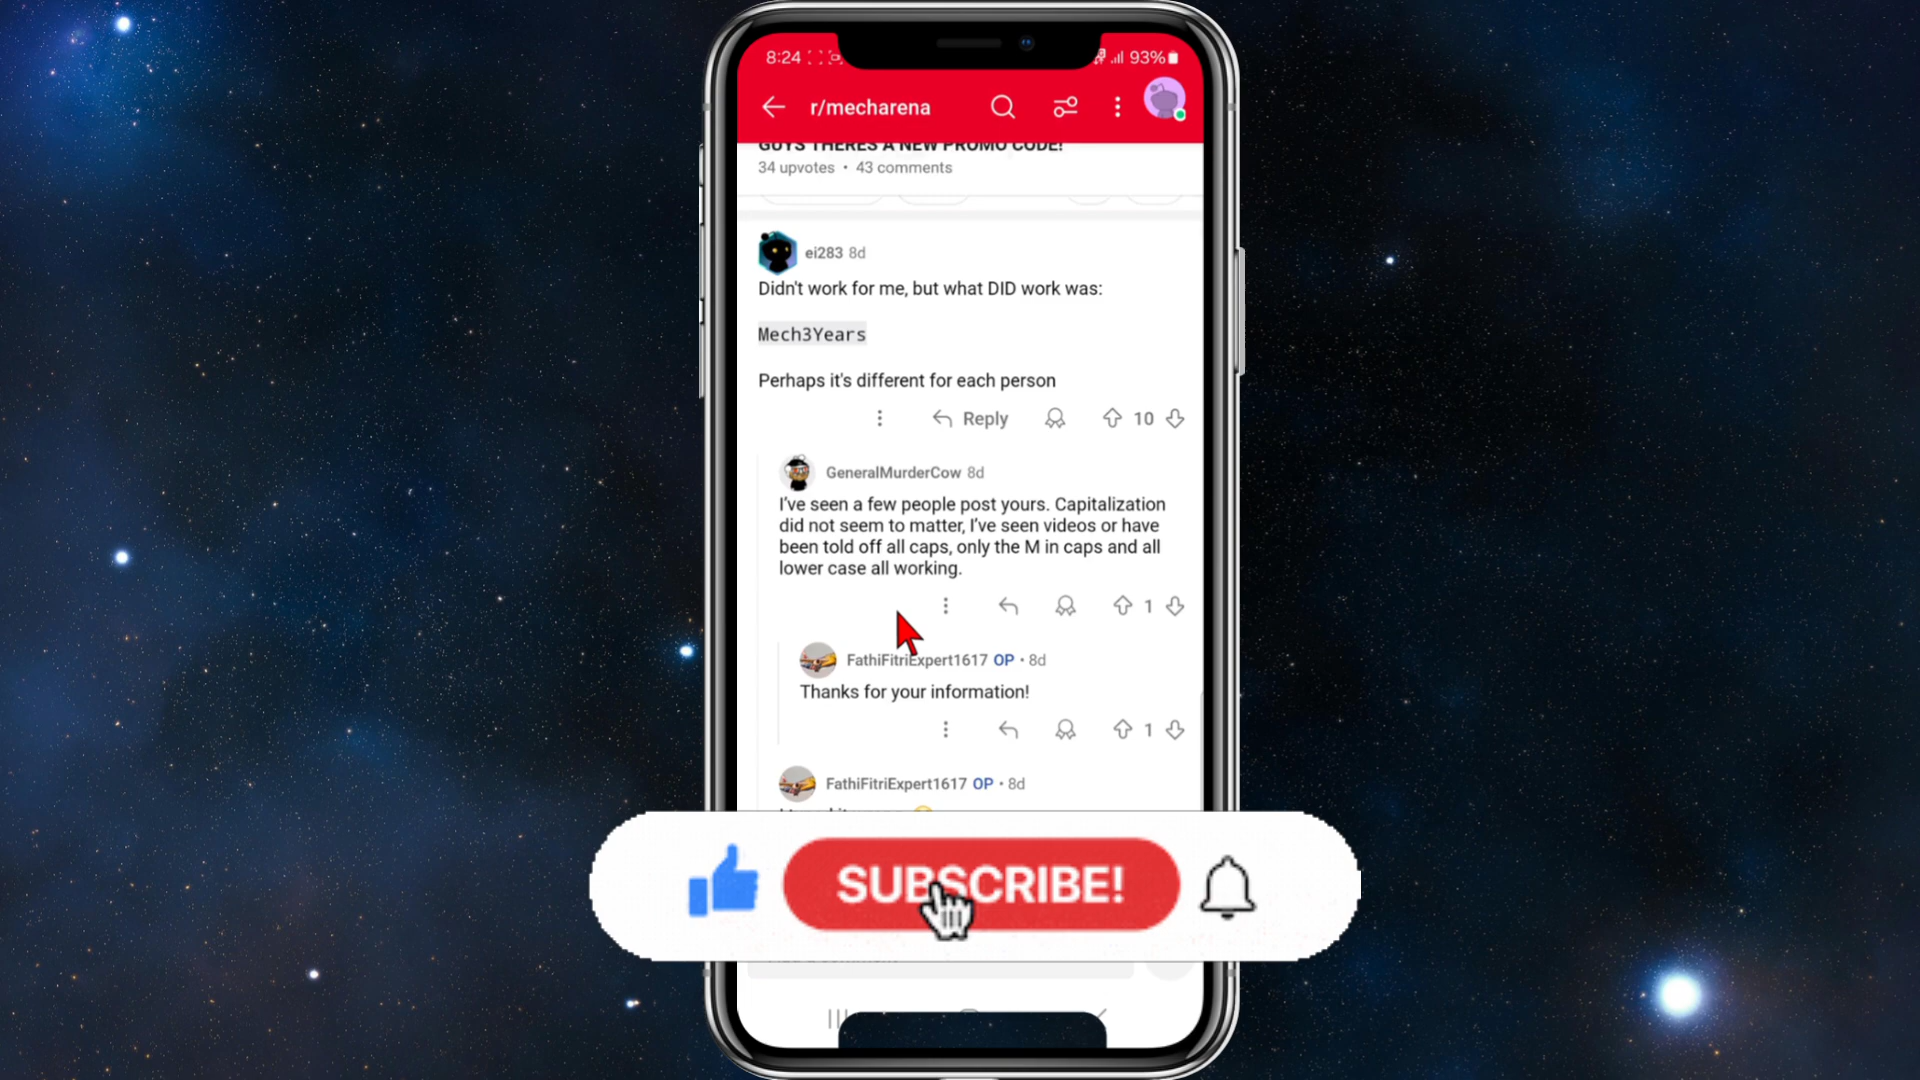 8:24
93%
r/mecharena
GUYS THERES A NEW PROMO CODE!
34 upvotes • 43 comments
ei283 8d
Didn't work for me, but what DID work was:
Mech3Years
Perhaps it's different for each person
Reply
10
GeneralMurderCow 8d
I've seen a few people post yours. Capitalization
did not seem to matter, I've seen videos or have
been told off all caps, only the M in caps and all
lower case all working.
1
FathiFitriExpert1617 OP • 8d
Thanks for your information!
1
FathiFitriExpert1617 OP • 8d
SUBSCRIBE!